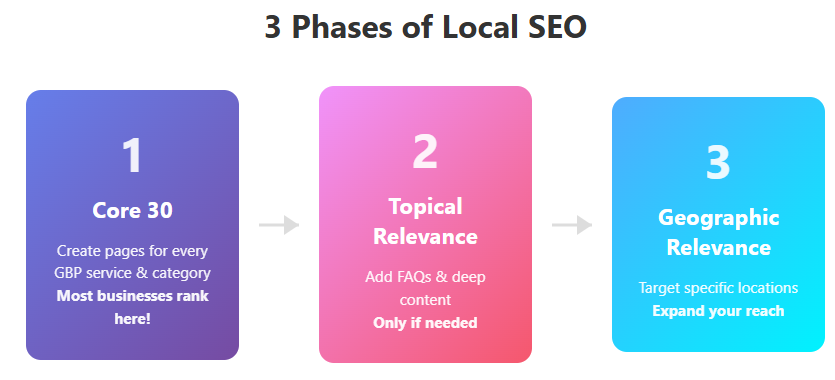 3 Phases of Local SEO
1
Core 30
Create pages for every
GBP service & category
Most businesses rank
here!
2
Topical
Relevance
Add FAQs & deep
content
Only if needed
3
Geographic
Relevance
Target specific locations
Expand your reach